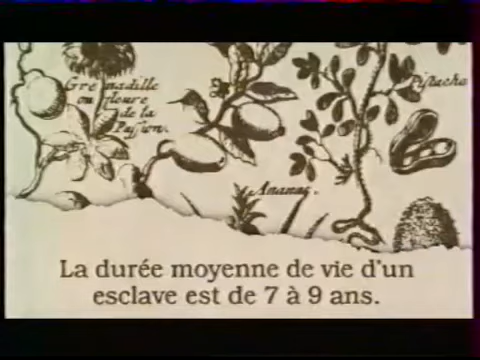 Grenadille
ou fleure
de la
Passion.
Pistache
Ananas.
La durée moyenne de vie d'un
esclave est de 7 à 9 ans.